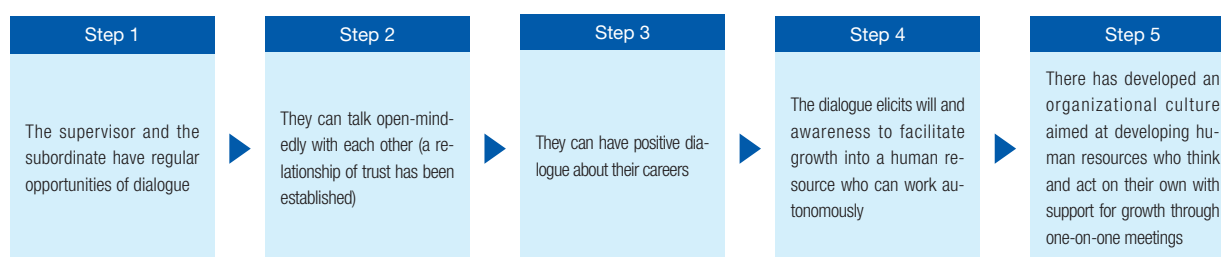 Step 1
The supervisor and the
subordinate have regular
opportunities of dialogue
Step 2
They can talk open-mind-
edly with each other (a re-
lationship of trust has been
established)
Step 3
They can have positive dia-
logue about their careers
Step 4
The dialogue elicits will and
awareness to facilitate
growth into a human re-
source who can work au-
tonomously
Step 5
There has developed an
organizational culture
aimed at developing hu-
man resources who think
and act on their own with
support for growth through
one-on-one meetings